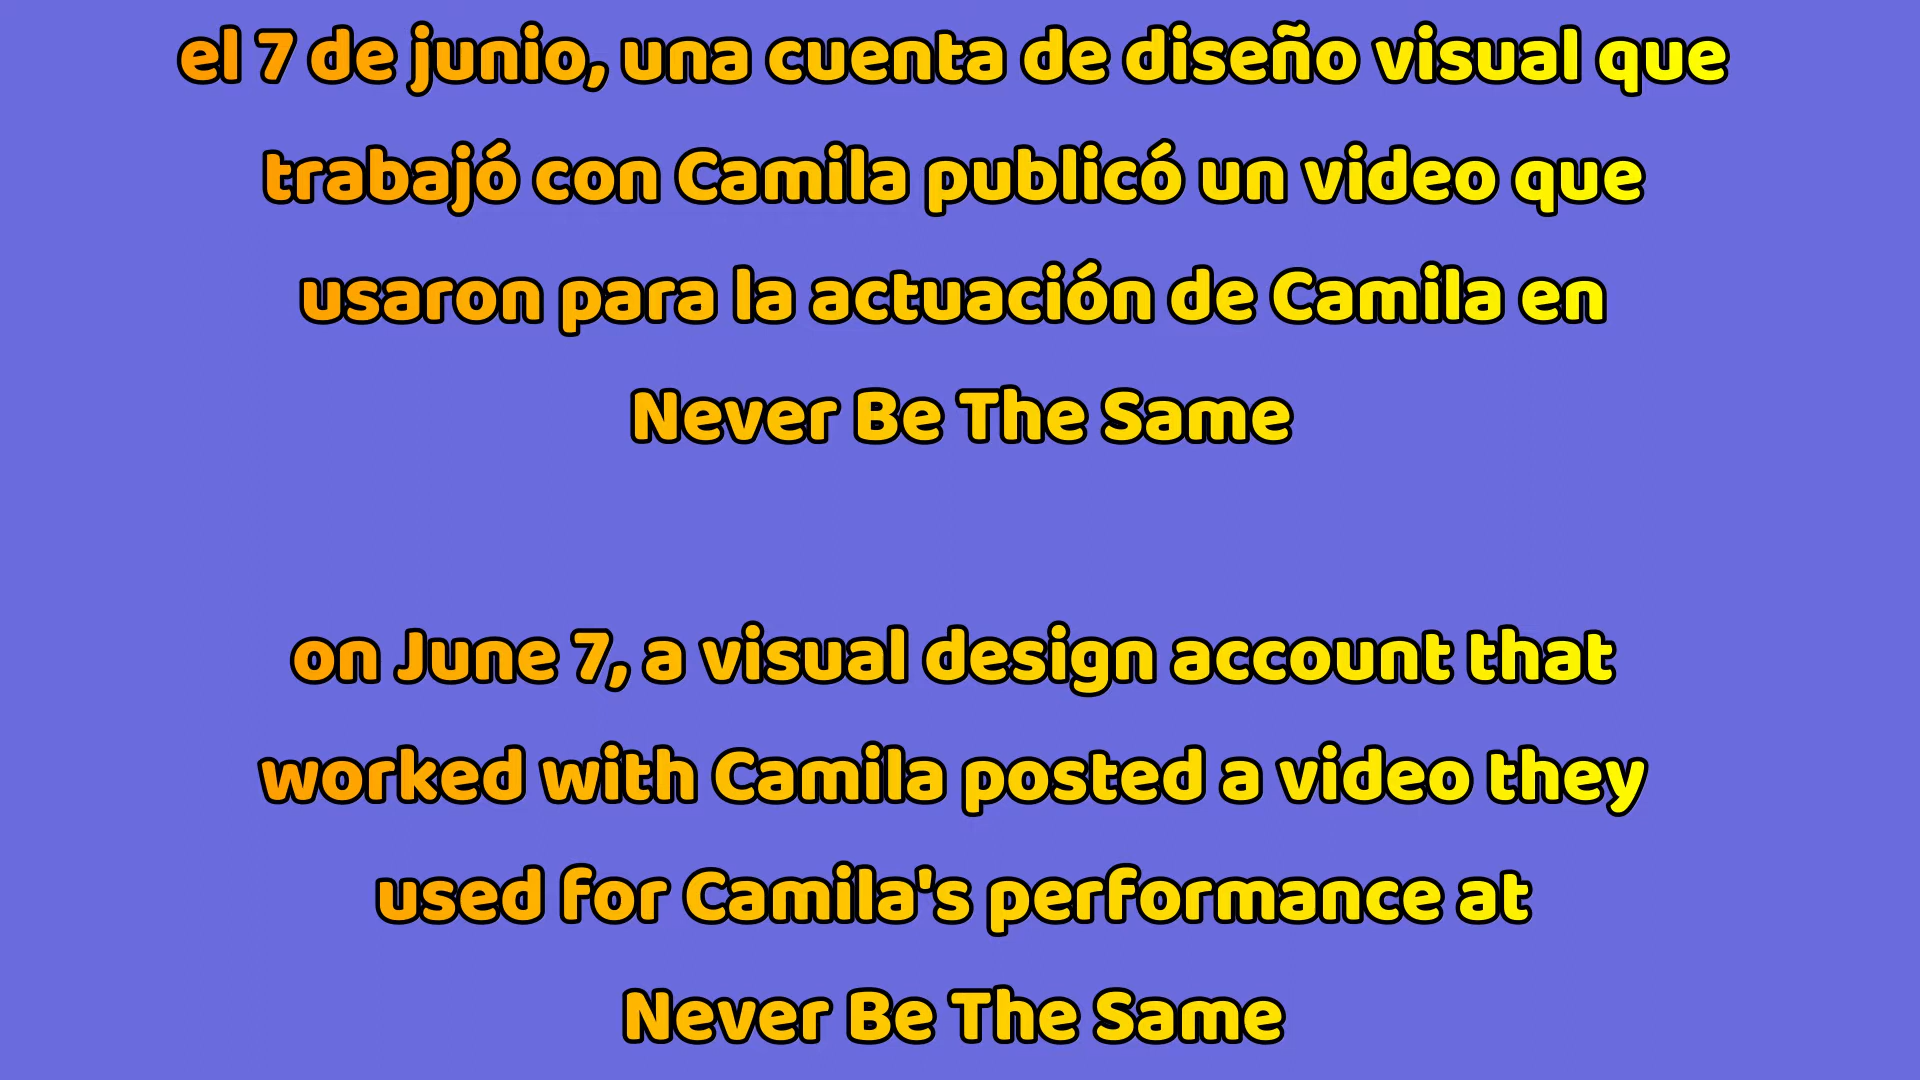 el 7 de junio, una cuenta de diseño visual que
trabajó con Camila publicó un video que
usaron para la actuación de Camila en
Never Be The Same
on June 7, a visual design account that
worked with Camila posted a video they
used for Camila's performance at
Never Be The Same